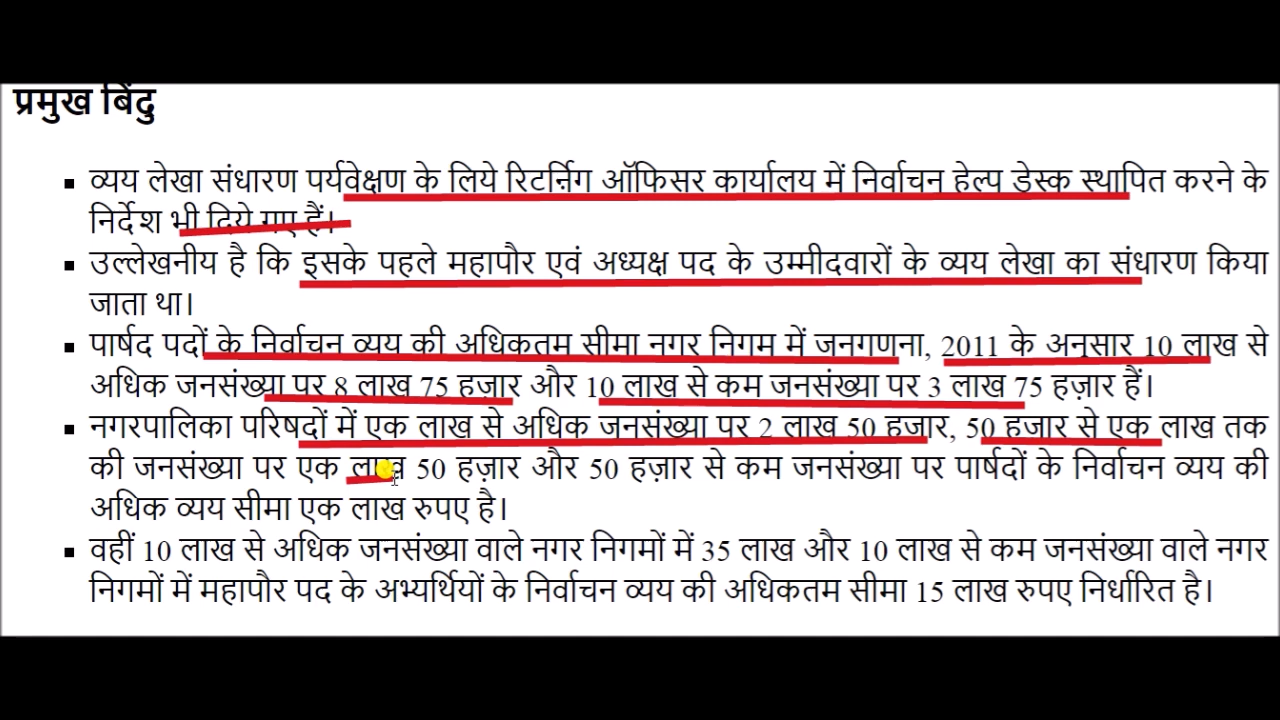 प्रमुख बिंदु
व्यय लेखा संधारण पर्यवेक्षण के लिये रिटर्निंग ऑफिसर कार्यालय में निर्वाचन हेल्प डेस्क स्थापित करने के
निर्देश भी दिये गए हैं।
उल्लेखनीय है कि इसके पहले महापौर एवं अध्यक्ष पद के उम्मीदवारों के व्यय लेखा का संधारण किया
जाता था।
पार्षद पदों के निर्वाचन व्यय की अधिकतम सीमा नगर निगम में जनगणना, 2011 के अनुसार 10 लाख से
अधिक जनसंख्या पर 8 लाख 75 हज़ार और 10 लाख से कम जनसंख्या पर 3 लाख 75 हज़ार हैं।
नगरपालिका परिषदों में एक लाख से अधिक जनसंख्या पर 2 लाख 50 हजार, 50 हजार से एक लाख तक
की जनसंख्या पर एक लाख 50 हज़ार और 50 हज़ार से कम जनसंख्या पर पार्षदों के निर्वाचन व्यय की
अधिक व्यय सीमा एक लाख रुपए है।
वहीं 10 लाख से अधिक जनसंख्या वाले नगर निगमों में 35 लाख और 10 लाख से कम जनसंख्या वाले नगर
निगमों में महापौर पद के अभ्यर्थियों के निर्वाचन व्यय की अधिकतम सीमा 15 लाख रुपए निर्धारित है।